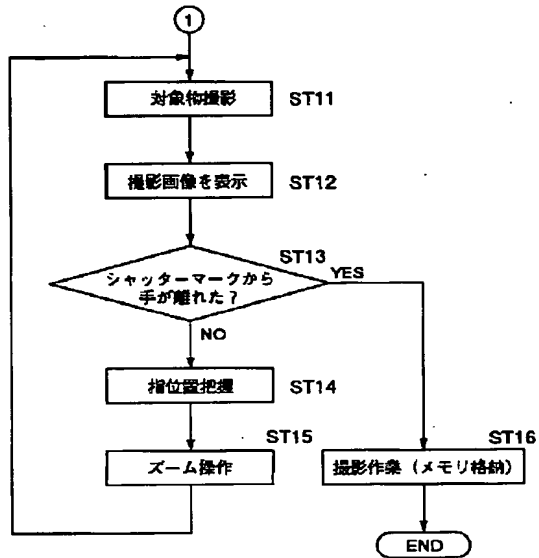 1
対象物撮影 ST11
撮影画像を表示 ST12
ST13
シャッターマークから
手が離れた?
YES
NO
指位置把握 ST14
ST15
ズーム操作
ST16
撮影作業（メモリ格納）
END